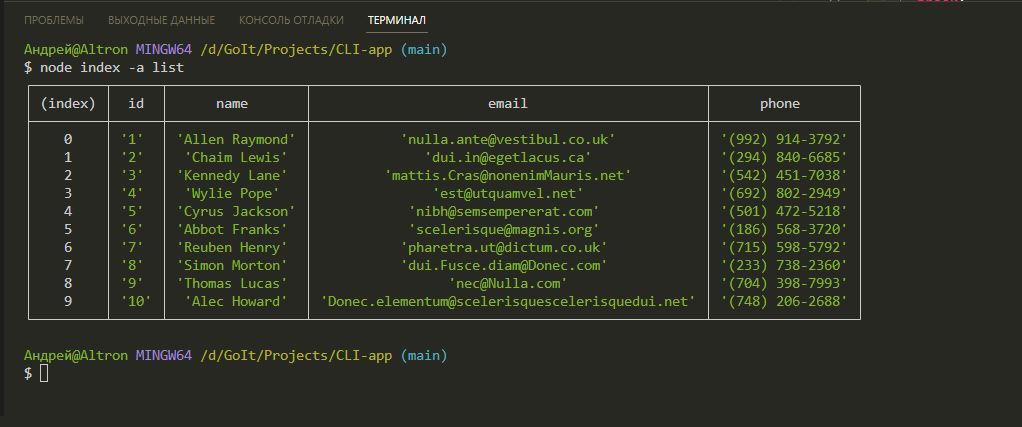 ПРОБЛЕМЫ ВЫХОДНЫЕ ДАННЫЕ КОНСОЛЬ ОТЛАДКИ ТЕРМИНАЛ
Андрей@Altron MINGW64 /d/GoIt/Projects/CLI-app (main)
$ node index -a list
(index) id name email phone
0 '1' 'Allen Raymond' 'nulla.ante@vestibul.co.uk' '(992) 914-3792'
1 '2' 'Chaim Lewis' 'dui.in@egetlacus.ca' '(294) 840-6685'
2 '3' 'Kennedy Lane' 'mattis.Cras@nonenimMauris.net' '(542) 451-7038'
3 '4' 'Wylie Pope' 'est@utquamvel.net' '(692) 802-2949'
4 '5' 'Cyrus Jackson' 'nibh@semsempererat.com' '(501) 472-5218'
5 '6' 'Abbot Franks' 'scelerisque@magnis.org' '(186) 568-3720'
6 '7' 'Reuben Henry' 'pharetra.ut@dictum.co.uk' '(715) 598-5792'
7 '8' 'Simon Morton' 'dui.Fusce.diam@Donec.com' '(233) 738-2360'
8 '9' 'Thomas Lucas' 'nec@Nulla.com' '(704) 398-7993'
9 '10' 'Alec Howard' 'Donec.elementum@scelerisquescelerisquedui.net' '(748) 206-2688'
Андрей@Altron MINGW64 /d/GoIt/Projects/CLI-app (main)
$